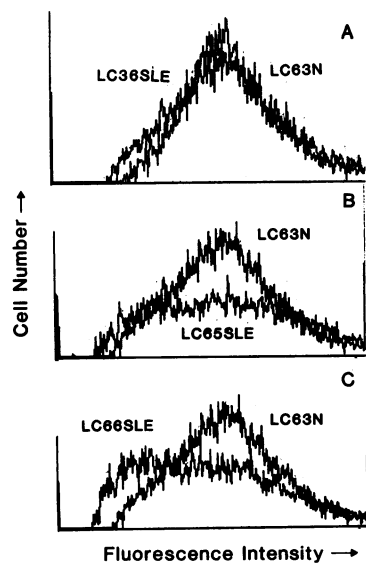 A
LC36SLE
LC63N
B
LC63N
LC65SLE
C
LC66SLE
LC63N
Cell Number →
Fluorescence Intensity →